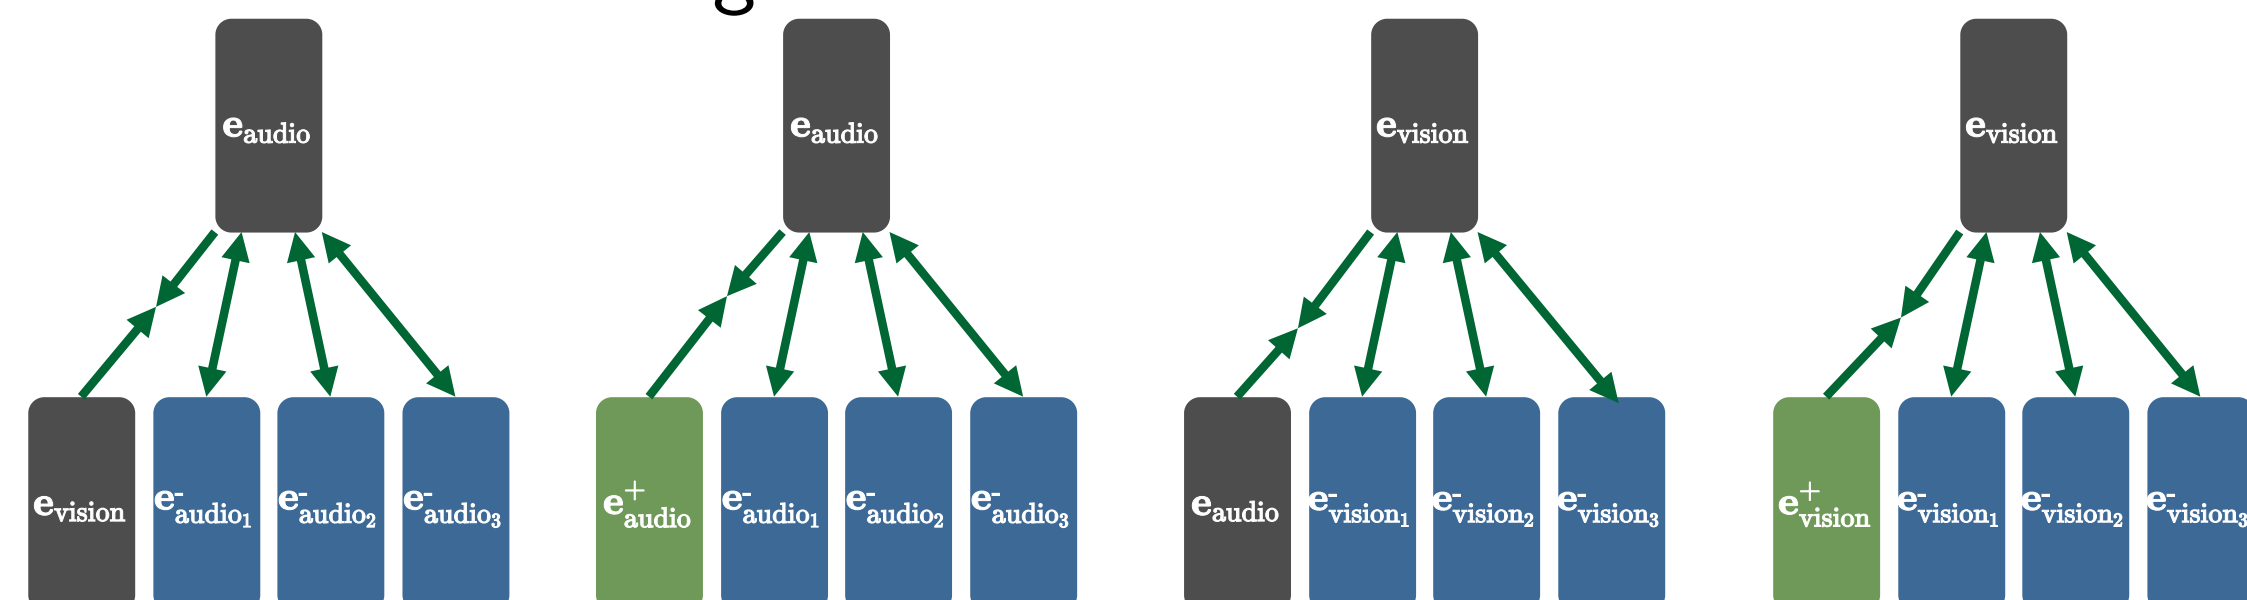 g
e_audio e_audio e_vision e_vision
e_vision e^-_audio₁ e^-_audio₂ e^-_audio₃ e^+_audio e^-_audio₁ e^-_audio₂ e^-_audio₃ e_audio e^-_vision₁ e^-_vision₂ e^-_vision₃ e^+_vision e^-_vision₁ e^-_vision₂ e^-_vision₃